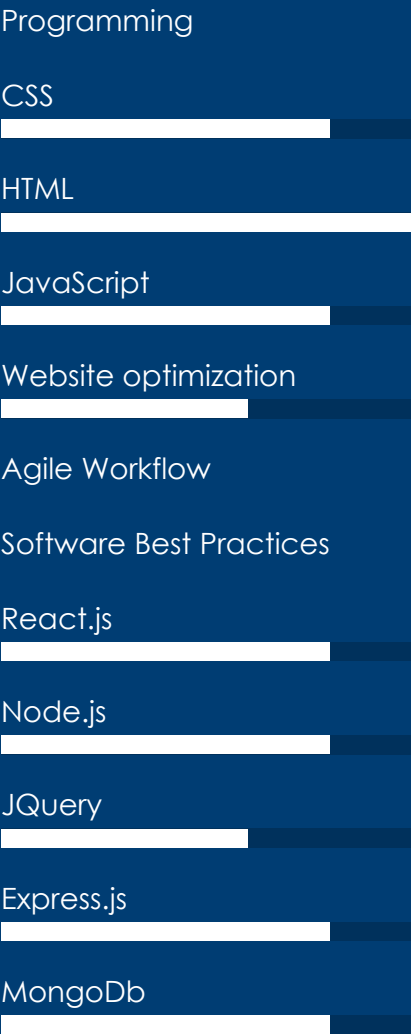 Programming
CSS
HTML
JavaScript
Website optimization
Agile Workflow
Software Best Practices
React.js
Node.js
JQuery
Express.js
MongoDb